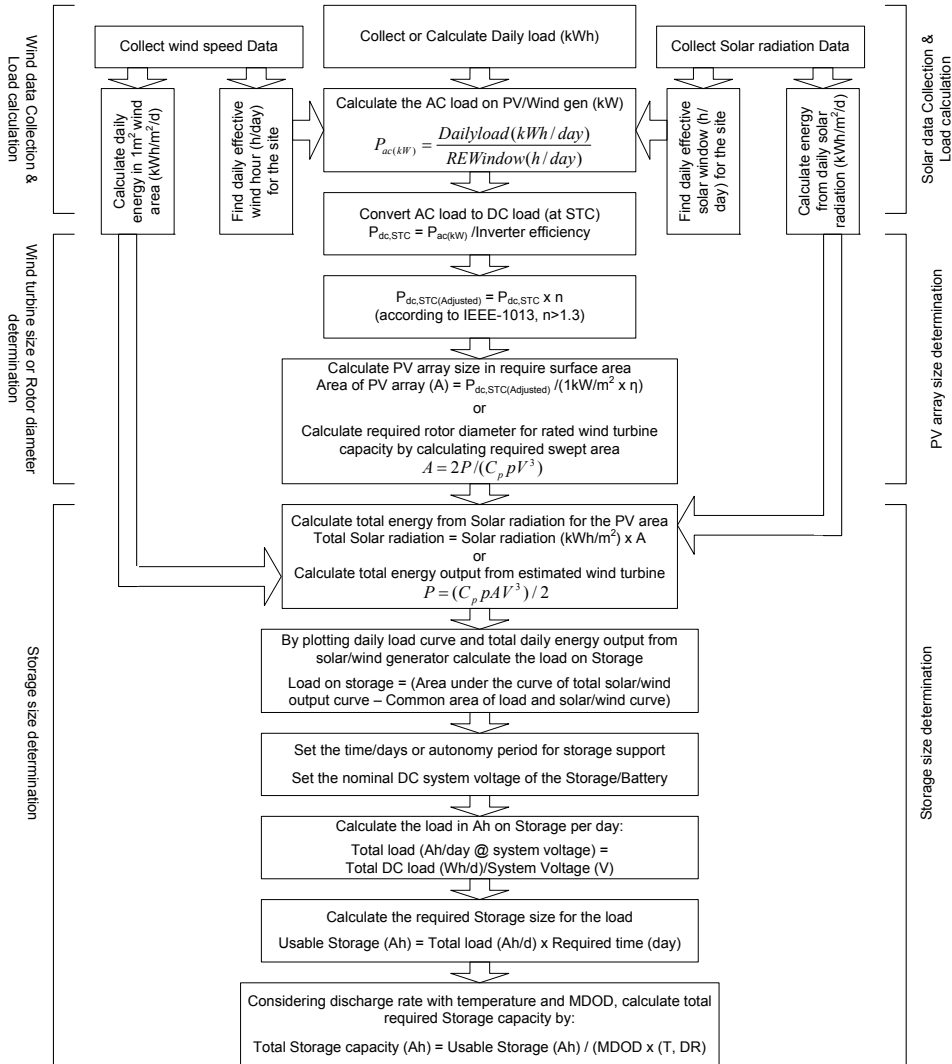 Wind data Collection &
Load calculation
Collect wind speed Data
Collect or Calculate Daily load (kWh)
Collect Solar radiation Data
Solar data Collection &
Load calculation
Calculate daily
energy in 1m² wind
area (kWh/m²/d)
Find daily effective
wind hour (h/day)
for the site
Calculate the AC load on PV/Wind gen (kW)
P_{ac(kW)} = Dailyload(kWh/day) / REWindow(h/day)
Find daily effective
solar window (h/
day) for the site
Calculate energy
from daily solar
radiation (kWh/m²/d)
Convert AC load to DC load (at STC)
P_{dc,STC} = P_{ac(kW)} /Inverter efficiency
Wind turbine size or Rotor diameter
determination
PV array size determination
P_{dc,STC(Adjusted)} = P_{dc,STC} x n
(according to IEEE-1013, n>1.3)
Calculate PV array size in require surface area
Area of PV array (A) = P_{dc,STC(Adjusted)} /(1kW/m² x η)
or
Calculate required rotor diameter for rated wind turbine
capacity by calculating required swept area
A = 2P/(C_p pV³)
Storage size determination
Storage size determination
Calculate total energy from Solar radiation for the PV area
Total Solar radiation = Solar radiation (kWh/m²) x A
or
Calculate total energy output from estimated wind turbine
P = (C_p pAV³)/2
By plotting daily load curve and total daily energy output from
solar/wind generator calculate the load on Storage
Load on storage = (Area under the curve of total solar/wind
output curve – Common area of load and solar/wind curve)
Set the time/days or autonomy period for storage support
Set the nominal DC system voltage of the Storage/Battery
Calculate the load in Ah on Storage per day:
Total load (Ah/day @ system voltage) =
Total DC load (Wh/d)/System Voltage (V)
Calculate the required Storage size for the load
Usable Storage (Ah) = Total load (Ah/d) x Required time (day)
Considering discharge rate with temperature and MDOD, calculate total
required Storage capacity by:
Total Storage capacity (Ah) = Usable Storage (Ah) / (MDOD x (T, DR)